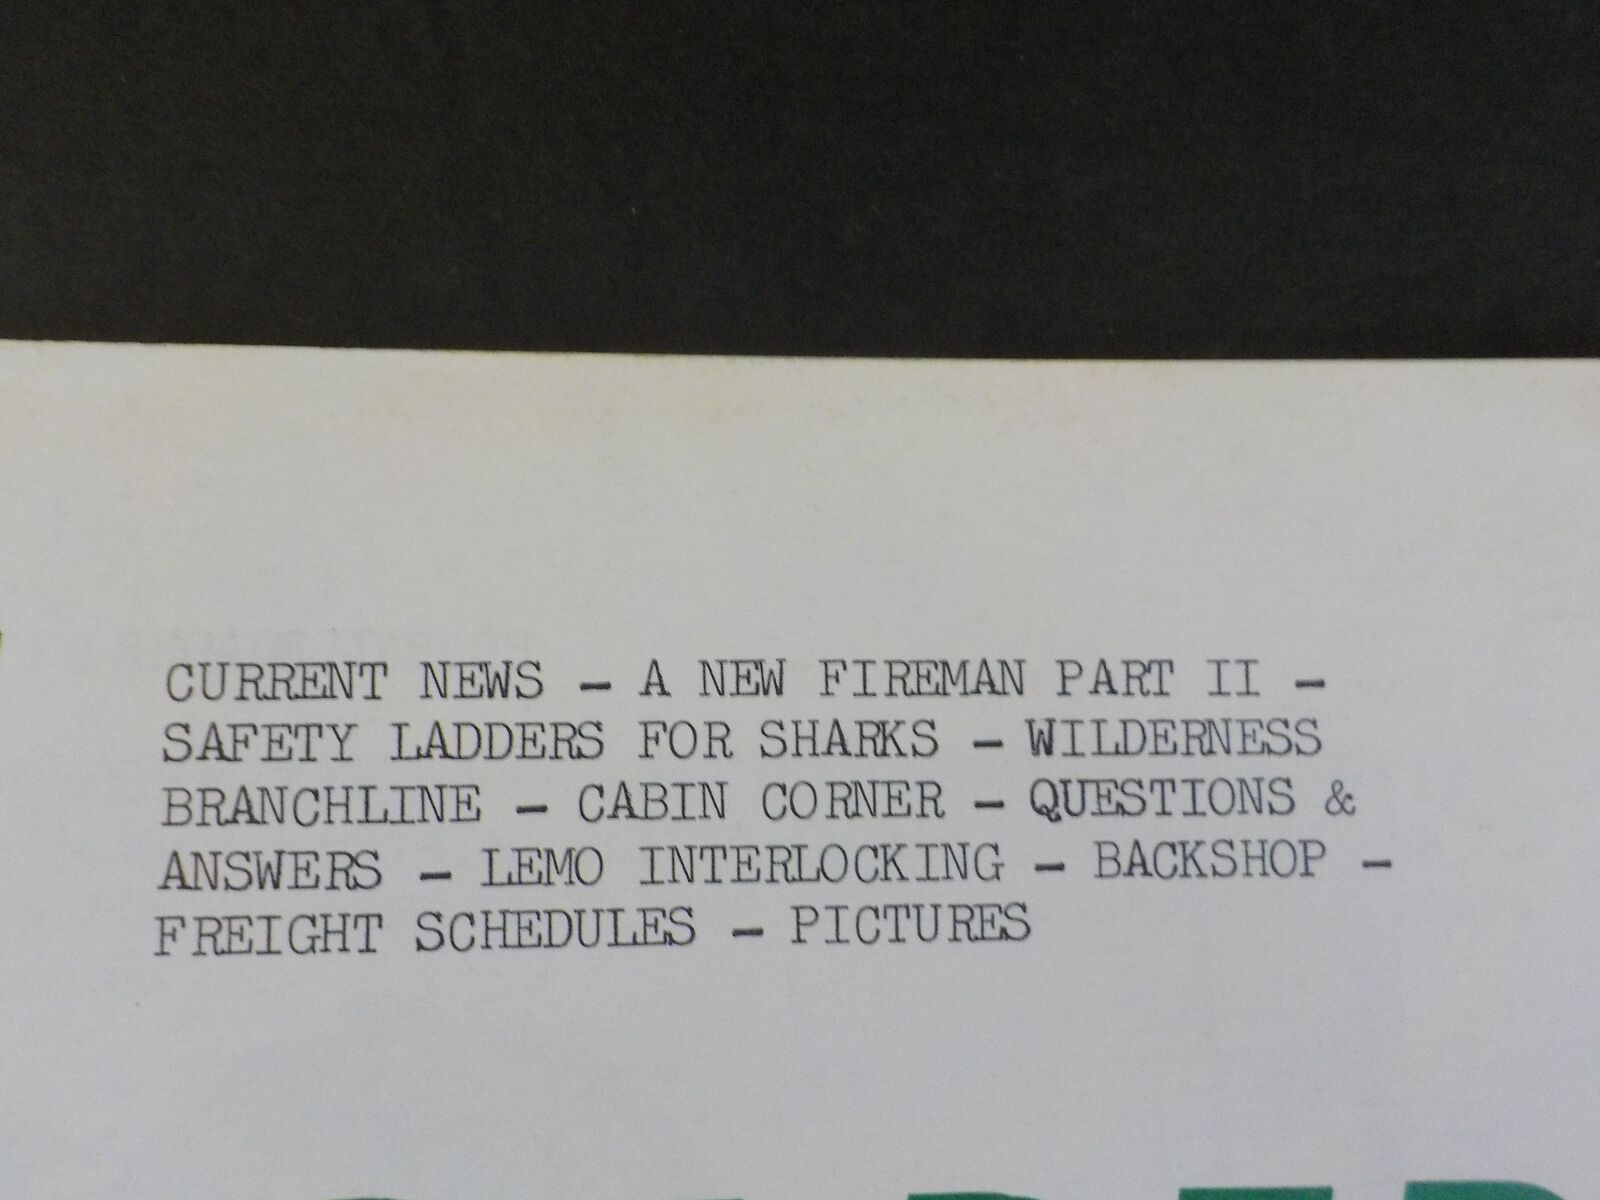 CURRENT NEWS - A NEW FIREMAN PART II -
SAFETY LADDERS FOR SHARKS - WILDERNESS
BRANCHLINE - CABIN CORNER - QUESTIONS &
ANSWERS - LEMO INTERLOCKING - BACKSHOP -
FREIGHT SCHEDULES - PICTURES